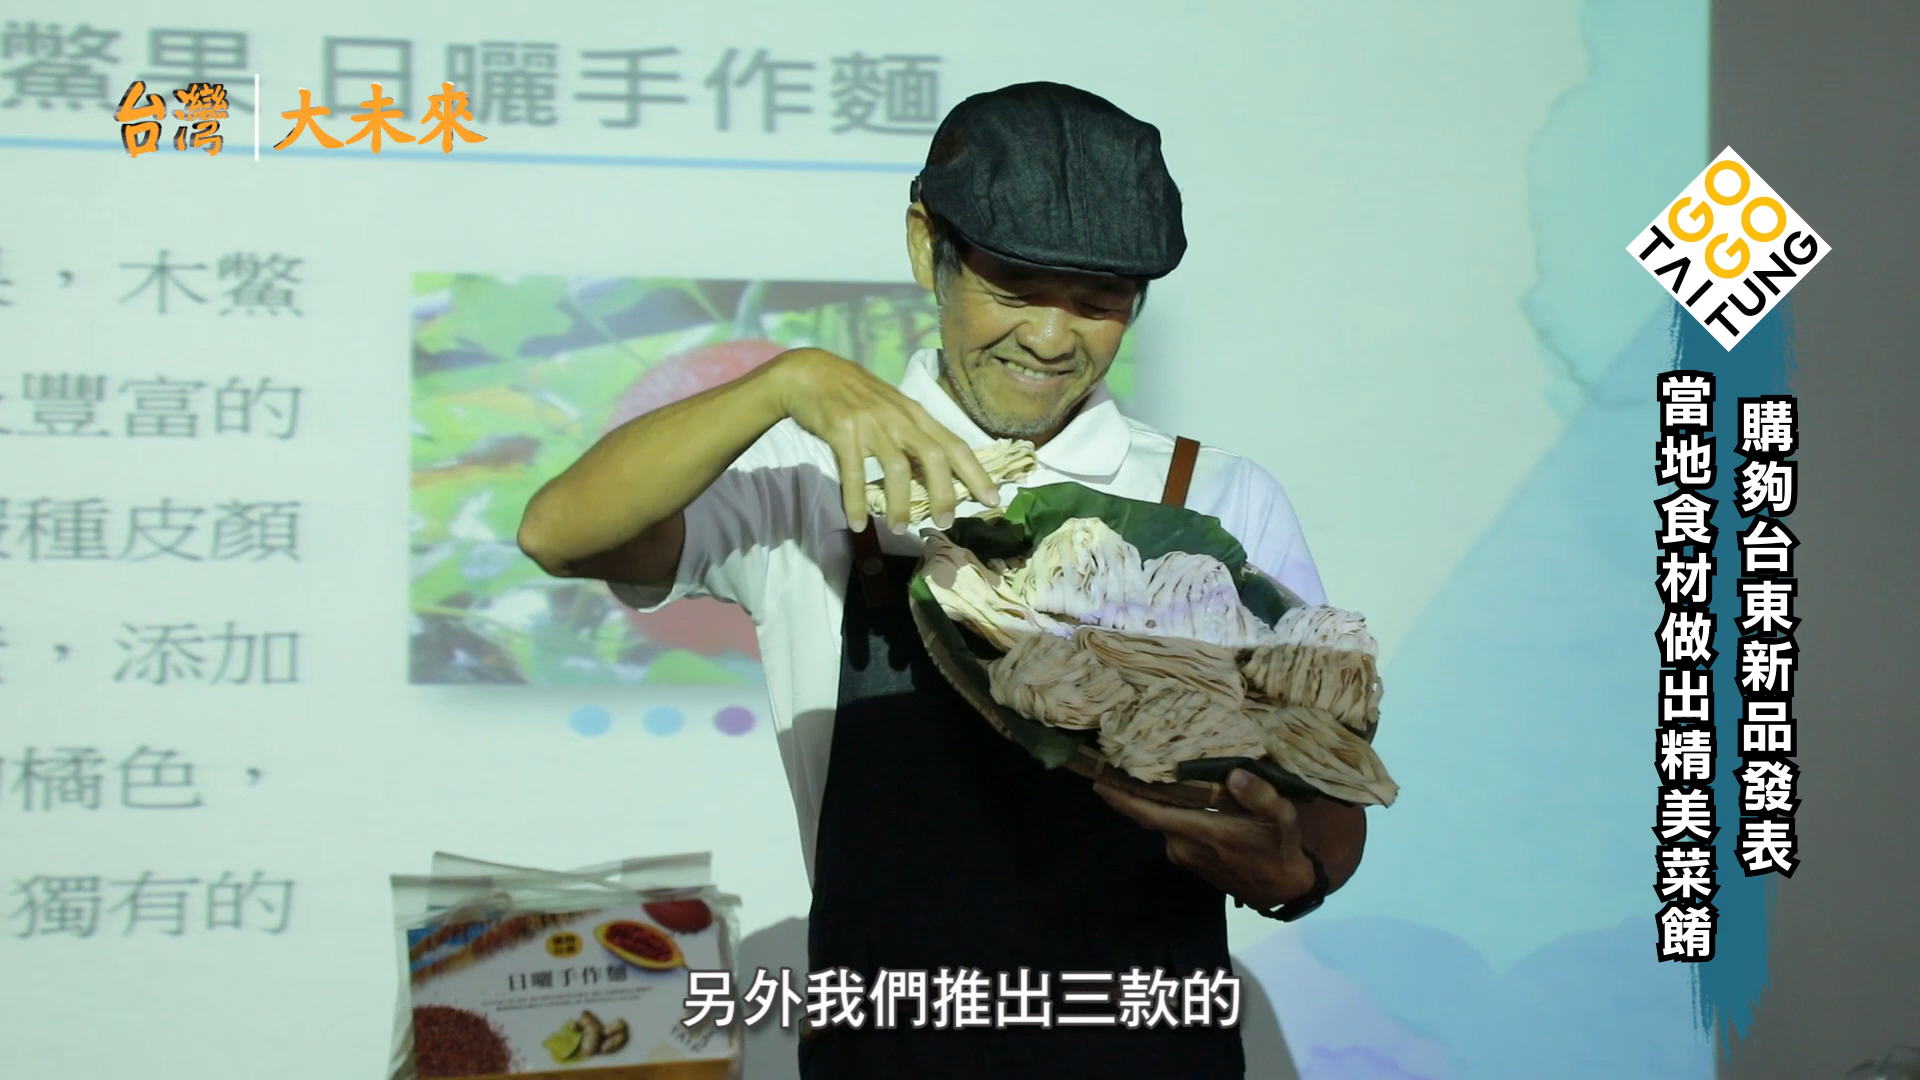 鱉果 日曬手作麵
台灣 大未來
，木鱉
豐富的
種皮顏
，添加
橘色，
獨有的
GOGO
TAITUNG
購夠台東新品發表
當地食材做出精美菜餚
日曬手作麵
另外我們推出三款的